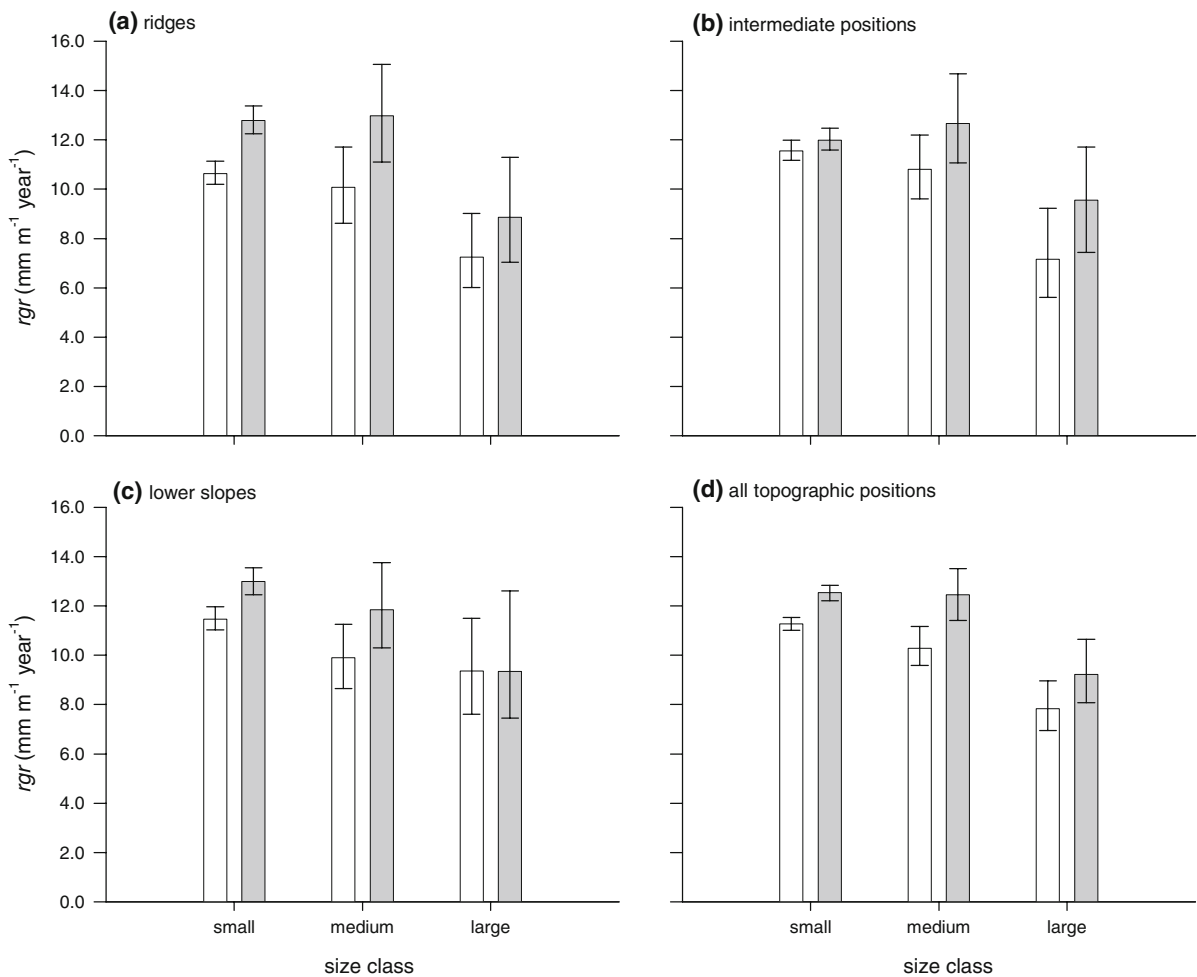 (a) ridges
16.0
14.0
12.0
10.0
8.0
6.0
4.0
2.0
0.0
rgr (mm m⁻¹ year⁻¹)
(b) intermediate positions
(c) lower slopes
16.0
14.0
12.0
10.0
8.0
6.0
4.0
2.0
0.0
rgr (mm m⁻¹ year⁻¹)
small medium large
size class
(d) all topographic positions
small medium large
size class